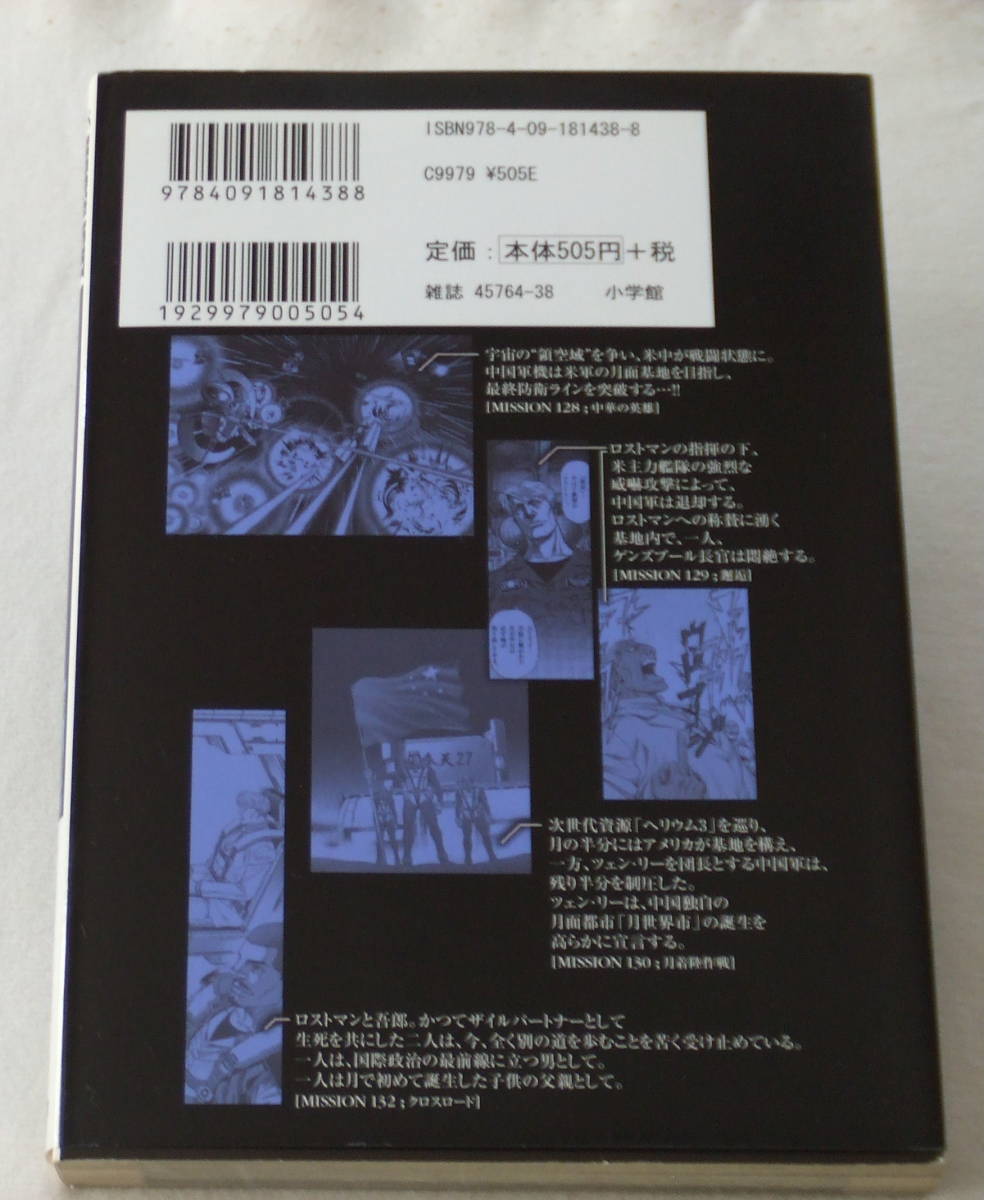 ISBN978-4-09-181438-8
9784091814388
C9979 ¥505E
定価：本体505円+税
1929979005054
雑誌 45764-38 小学館
宇宙の“領空域”を争い、米中が戦闘状態に。
中国軍機は米軍の月面基地を目指し、
最終防衛ラインを突破する…!!
[MISSION 128 ; 中華の英雄]
ロストマンの指揮の下、
米主力艦隊の強烈な
威嚇攻撃によって、
中国軍は退却する。
ロストマンへの称賛に湧く
基地内で、一人、
ゲンズブール長官は悶絶する。
[MISSION 129 ; 邂逅]
27
次世代資源「ヘリウム3」を巡り、
月の半分にはアメリカが基地を構え、
一方、ツェン・リーを団長とする中国軍は、
残り半分を制圧した。
ツェン・リーは、中国独自の
月面都市「月世界市」の誕生を
高らかに宣言する。
[MISSION 130 ; 月着陸作戦]
ロストマンと吾郎。かつてザイルパートナーとして
生死を共にした二人は、今、全く別の道を歩むことを苦く受け止めている。
一人は、国際政治の最前線に立つ男として。
一人は月で初めて誕生した子供の父親として。
[MISSION 132 ; クロスロード]